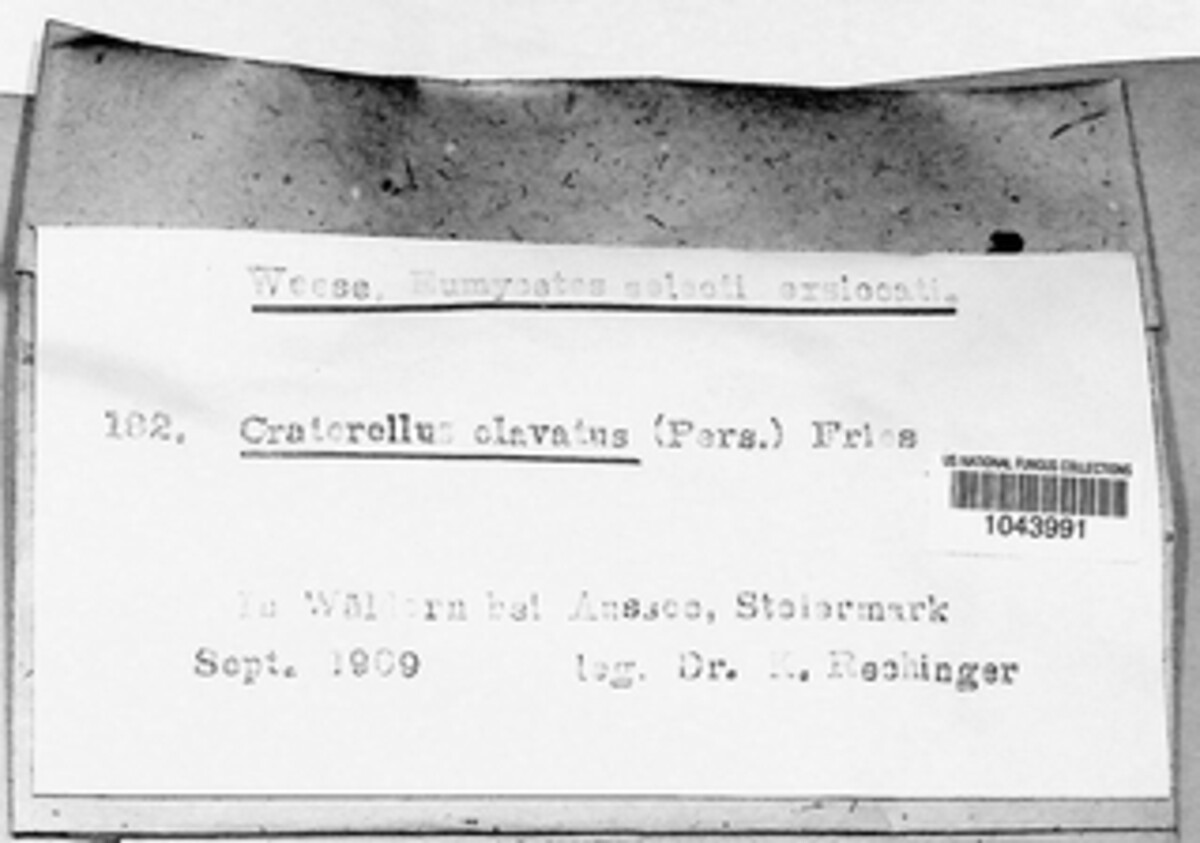 Weese, Eumycetes selecti exsiccati.
182. Craterellus clavatus (Pers.) Fries
US NATIONAL FUNGUS COLLECTIONS
1043991
In Wäldern bei Aussee, Steiermark
Sept. 1909 leg. Dr. K. Rechinger